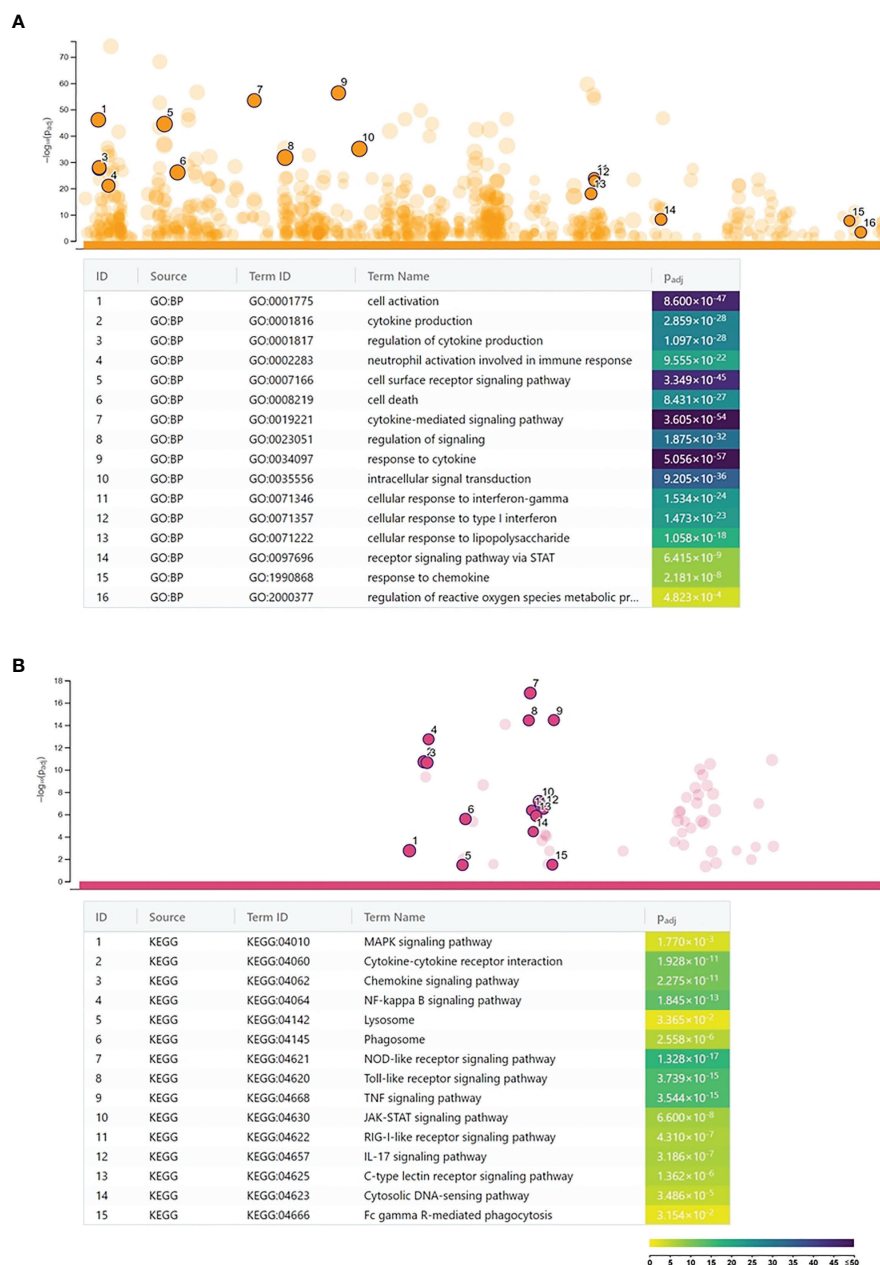 A
-log₁₀(p_adj)
70
60
50
40
30
20
10
0
1
3
4
5
6
7
8
9
10
12
13
14
15
16
ID Source Term ID Term Name p_adj
1 GO:BP GO:0001775 cell activation 8.600×10⁻⁴⁷
2 GO:BP GO:0001816 cytokine production 2.859×10⁻²⁸
3 GO:BP GO:0001817 regulation of cytokine production 1.097×10⁻²⁸
4 GO:BP GO:0002283 neutrophil activation involved in immune response 9.555×10⁻²²
5 GO:BP GO:0007166 cell surface receptor signaling pathway 3.349×10⁻⁴⁵
6 GO:BP GO:0008219 cell death 8.431×10⁻²⁷
7 GO:BP GO:0019221 cytokine-mediated signaling pathway 3.605×10⁻⁵⁴
8 GO:BP GO:0023051 regulation of signaling 1.875×10⁻³²
9 GO:BP GO:0034097 response to cytokine 5.056×10⁻⁵⁷
10 GO:BP GO:0035556 intracellular signal transduction 9.205×10⁻³⁶
11 GO:BP GO:0071346 cellular response to interferon-gamma 1.534×10⁻²⁴
12 GO:BP GO:0071357 cellular response to type I interferon 1.473×10⁻²³
13 GO:BP GO:0071222 cellular response to lipopolysaccharide 1.058×10⁻¹⁸
14 GO:BP GO:0097696 receptor signaling pathway via STAT 6.415×10⁻⁹
15 GO:BP GO:1990868 response to chemokine 2.181×10⁻⁸
16 GO:BP GO:2000377 regulation of reactive oxygen species metabolic pr... 4.823×10⁻⁴
B
-log₁₀(p_adj)
18
16
14
12
10
8
6
4
2
0
1
3
4
5
6
7
8
9
10
12
13
14
15
ID Source Term ID Term Name p_adj
1 KEGG KEGG:04010 MAPK signaling pathway 1.770×10⁻³
2 KEGG KEGG:04060 Cytokine-cytokine receptor interaction 1.928×10⁻¹¹
3 KEGG KEGG:04062 Chemokine signaling pathway 2.275×10⁻¹¹
4 KEGG KEGG:04064 NF-kappa B signaling pathway 1.845×10⁻¹³
5 KEGG KEGG:04142 Lysosome 3.365×10⁻²
6 KEGG KEGG:04145 Phagosome 2.558×10⁻⁶
7 KEGG KEGG:04621 NOD-like receptor signaling pathway 1.328×10⁻¹⁷
8 KEGG KEGG:04620 Toll-like receptor signaling pathway 3.739×10⁻¹⁵
9 KEGG KEGG:04668 TNF signaling pathway 3.544×10⁻¹⁵
10 KEGG KEGG:04630 JAK-STAT signaling pathway 6.600×10⁻⁸
11 KEGG KEGG:04622 RIG-I-like receptor signaling pathway 4.310×10⁻⁷
12 KEGG KEGG:04657 IL-17 signaling pathway 3.186×10⁻⁷
13 KEGG KEGG:04625 C-type lectin receptor signaling pathway 1.362×10⁻⁶
14 KEGG KEGG:04623 Cytosolic DNA-sensing pathway 3.486×10⁻⁵
15 KEGG KEGG:04666 Fc gamma R-mediated phagocytosis 3.154×10⁻²
0 5 10 15 20 25 30 35 40 45 ≤50